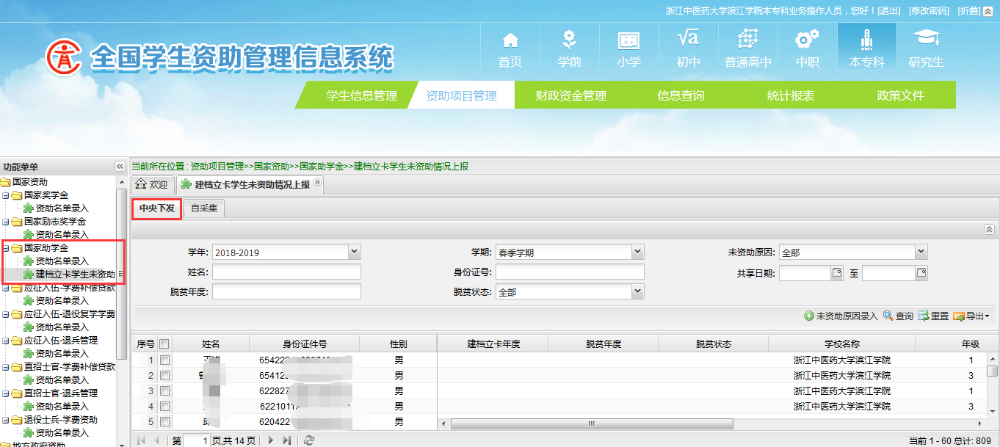 浙江中医药大学滨江学院本专科业务操作人员，您好！[退出] [修改密码] [折叠]
全国学生资助管理信息系统
首页 学前 小学 初中 普通高中 中职 本专科 研究生
学生信息管理 资助项目管理 财政资金管理 信息查询 统计报表 政策文件
功能菜单
国家资助
国家奖学金
资助名单录入
国家励志奖学金
资助名单录入
国家助学金
资助名单录入
建档立卡学生未资助
应征入伍-学费补偿贷款
资助名单录入
应征入伍-退役复学学费
资助名单录入
应征入伍-退兵管理
资助名单录入
直招士官-学费补偿贷款
资助名单录入
直招士官-退兵管理
资助名单录入
退役士兵-学费资助
资助名单录入
地方政府资助
当前所在位置 : 资助项目管理>>国家资助>>国家助学金>>建档立卡学生未资助情况上报
欢迎 建档立卡学生未资助情况上报
中央下发 自采集
学年: 2018-2019 学期: 春季学期 未资助原因: 全部
姓名: 身份证号: 共享日期: 至
脱贫年度: 脱贫状态: 全部
未资助原因录入 查询 重置 导出
序号 姓名 身份证件号 性别 建档立卡年度 脱贫年度 脱贫状态 学校名称 年级
1 男 浙江中医药大学滨江学院 1
2 男 浙江中医药大学滨江学院 3
3 男 浙江中医药大学滨江学院 1
4 男 浙江中医药大学滨江学院 3
5 620422 男
第 1 页,共 14 页 当前 1 - 60 总计: 809